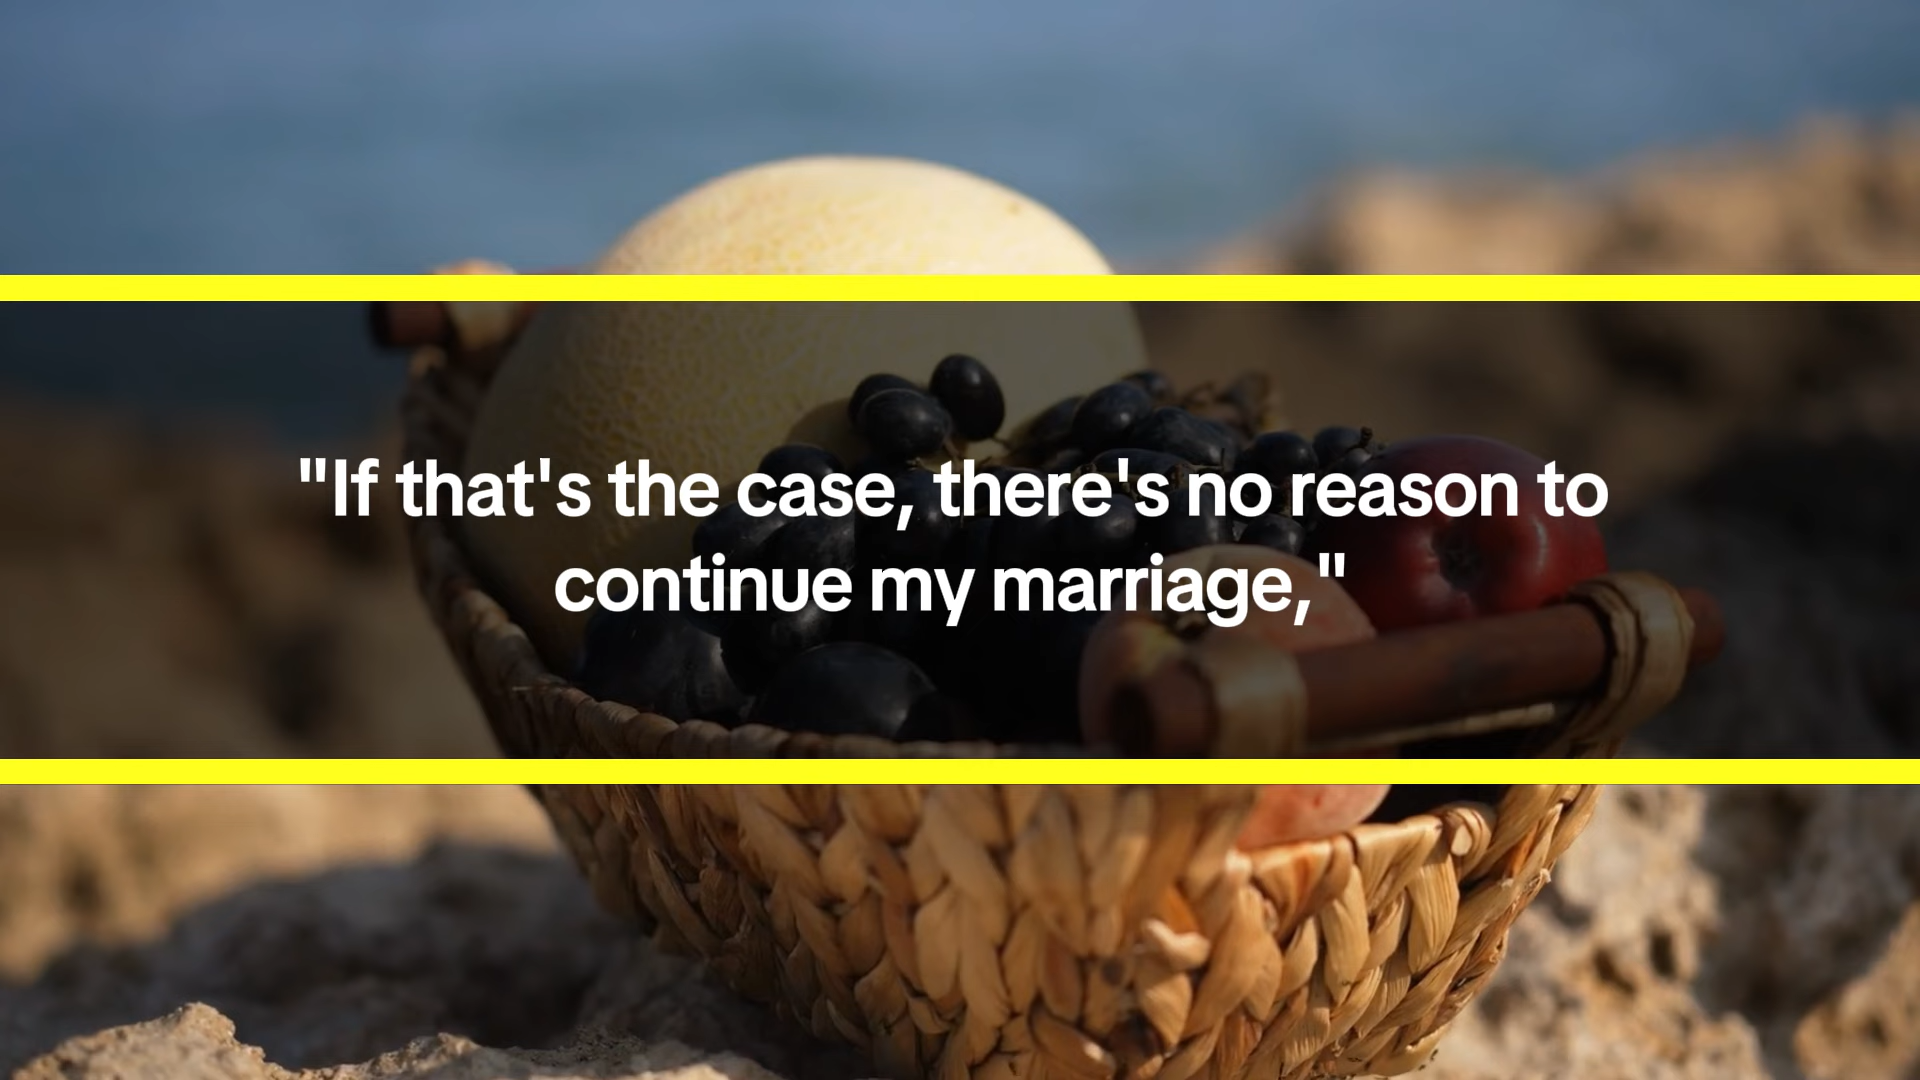 "If that's the case, there's no reason to
continue my marriage,"